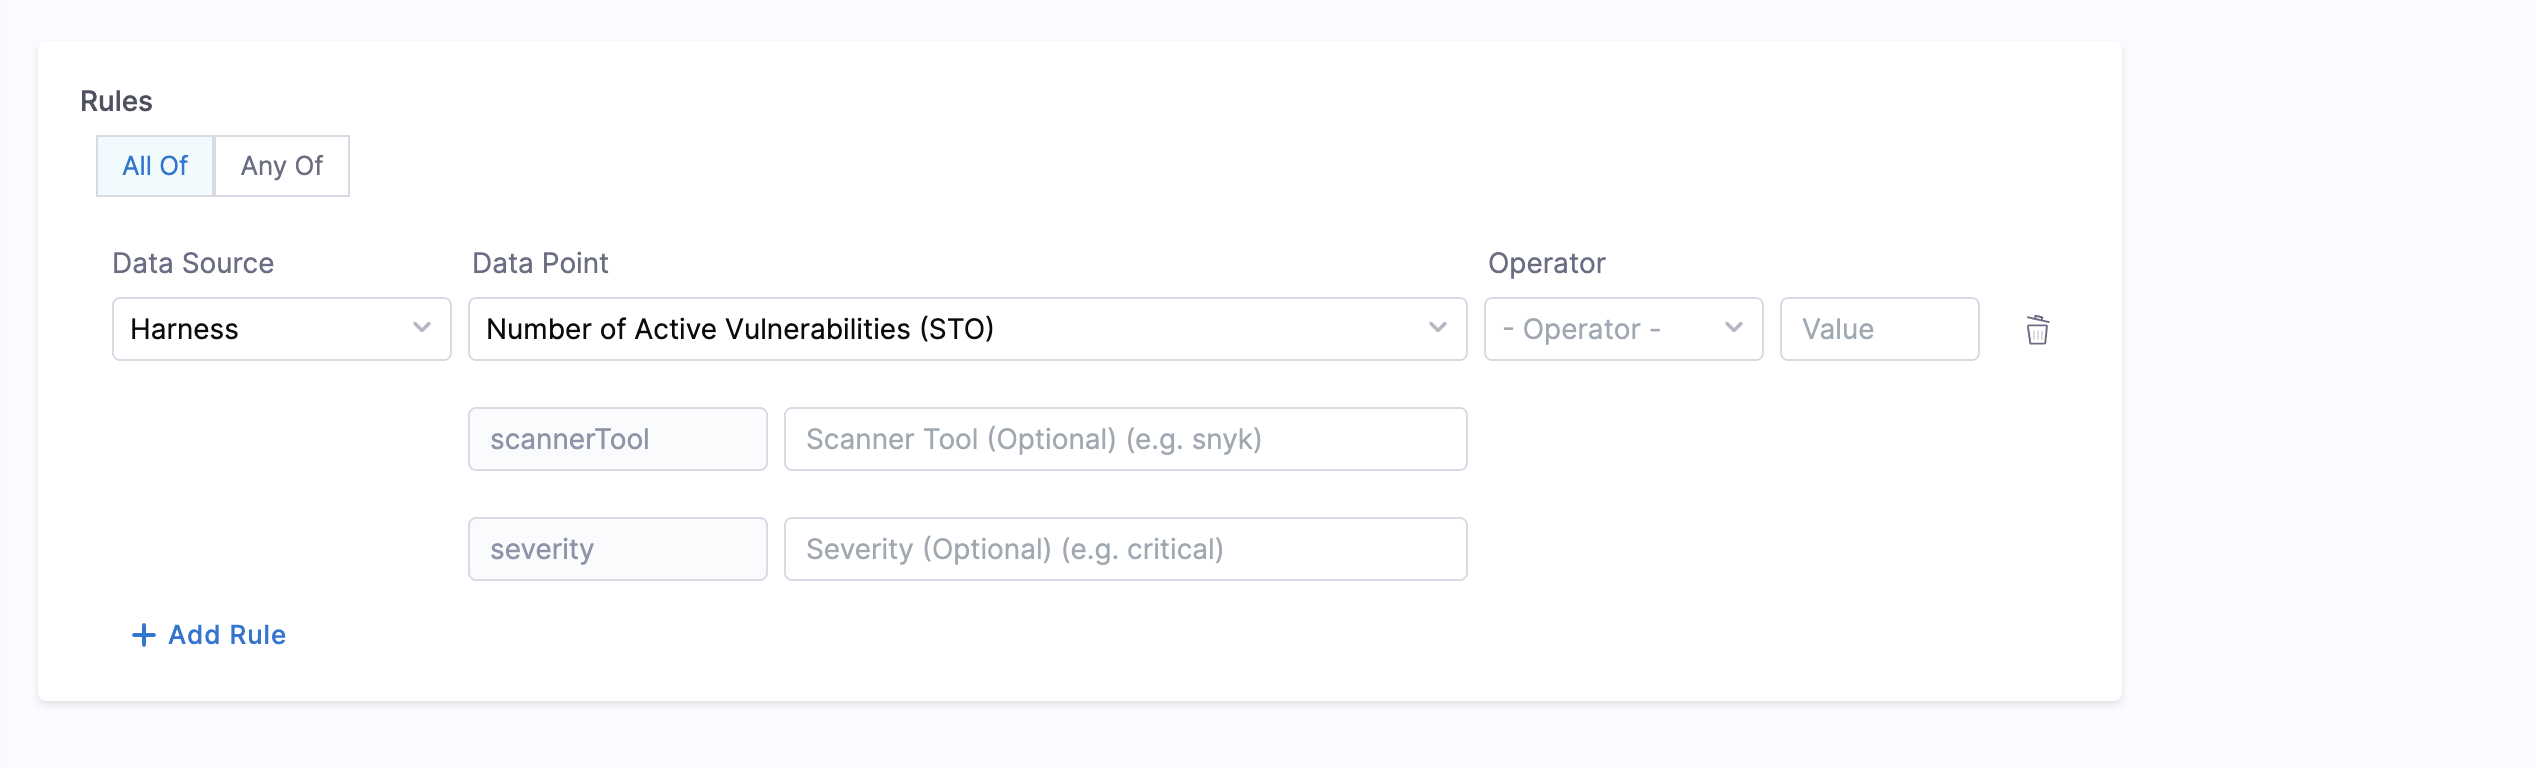 Rules
All Of Any Of
Data Source Data Point Operator
Harness Number of Active Vulnerabilities (STO) - Operator - Value
scannerTool Scanner Tool (Optional) (e.g. snyk)
severity Severity (Optional) (e.g. critical)
+ Add Rule